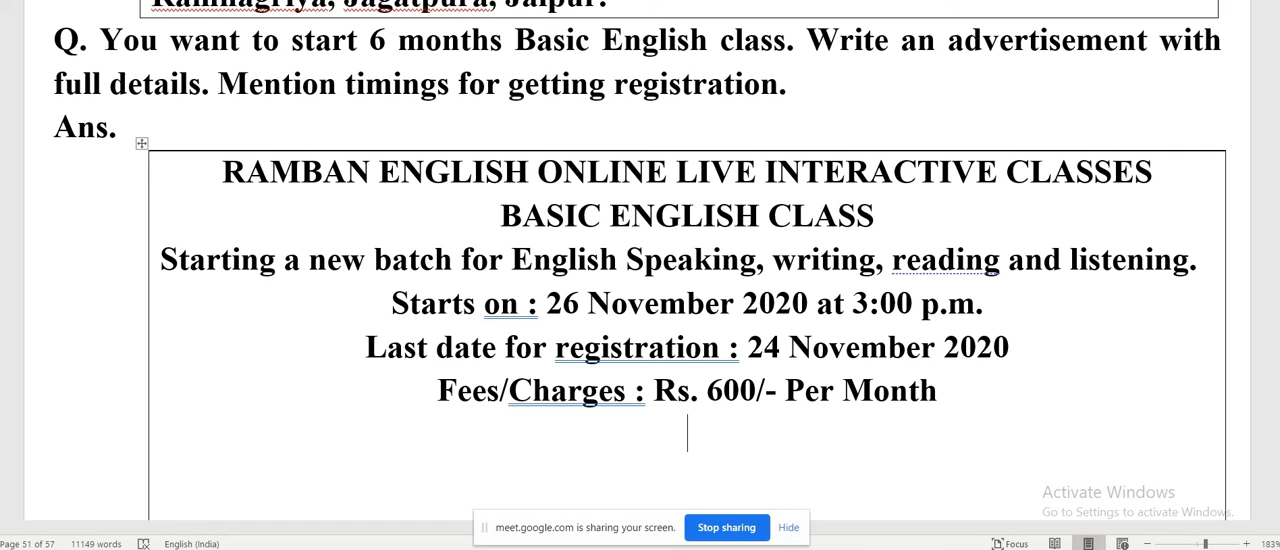 Ramnagriya, Jagatpura, Jaipur.
Q. You want to start 6 months Basic English class. Write an advertisement with
full details. Mention timings for getting registration.
Ans.
RAMBAN ENGLISH ONLINE LIVE INTERACTIVE CLASSES
BASIC ENGLISH CLASS
Starting a new batch for English Speaking, writing, reading and listening.
Starts on : 26 November 2020 at 3:00 p.m.
Last date for registration : 24 November 2020
Fees/Charges : Rs. 600/- Per Month
Activate Windows
Go to Settings to activate Windows.
meet.google.com is sharing your screen. Stop sharing Hide
Page 51 of 57 11149 words English (India) Focus 183%